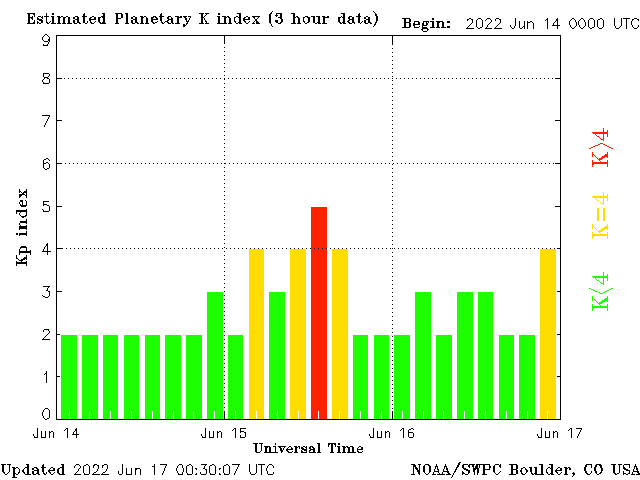 Estimated Planetary K index (3 hour data)
Begin: 2022 Jun 14 0000 UTC
9
8
7
6
5
4
3
2
1
0
Kp index
K>4
K=4
K<4
Jun 14
Jun 15
Jun 16
Jun 17
Universal Time
Updated 2022 Jun 17 00:30:07 UTC
NOAA/SWPC Boulder, CO USA